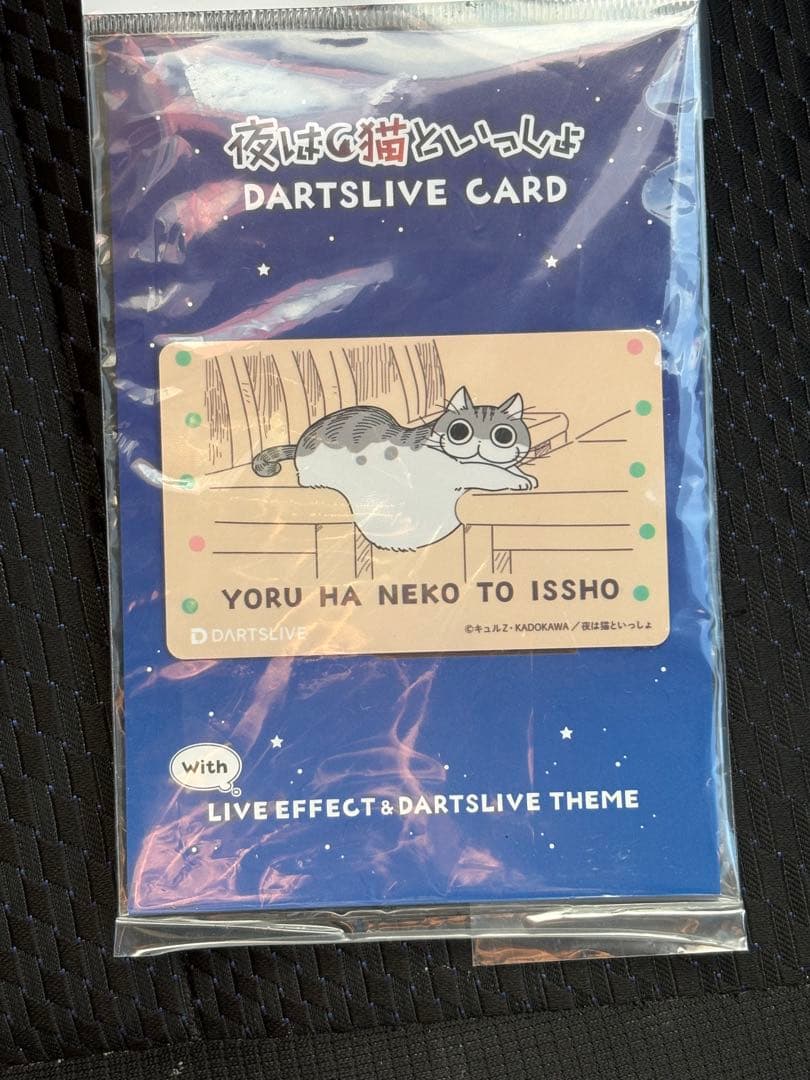 夜は猫といっしょ
DARTSLIVE CARD
YORU HA NEKO TO ISSHO
DARTSLIVE
©キュルZ・KADOKAWA／夜は猫といっしょ
With
LIVE EFFECT & DARTSLIVE THEME